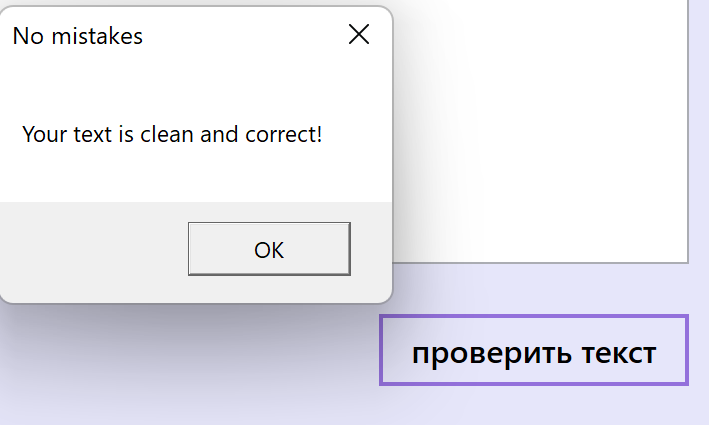 No mistakes
Your text is clean and correct!
OK
проверить текст